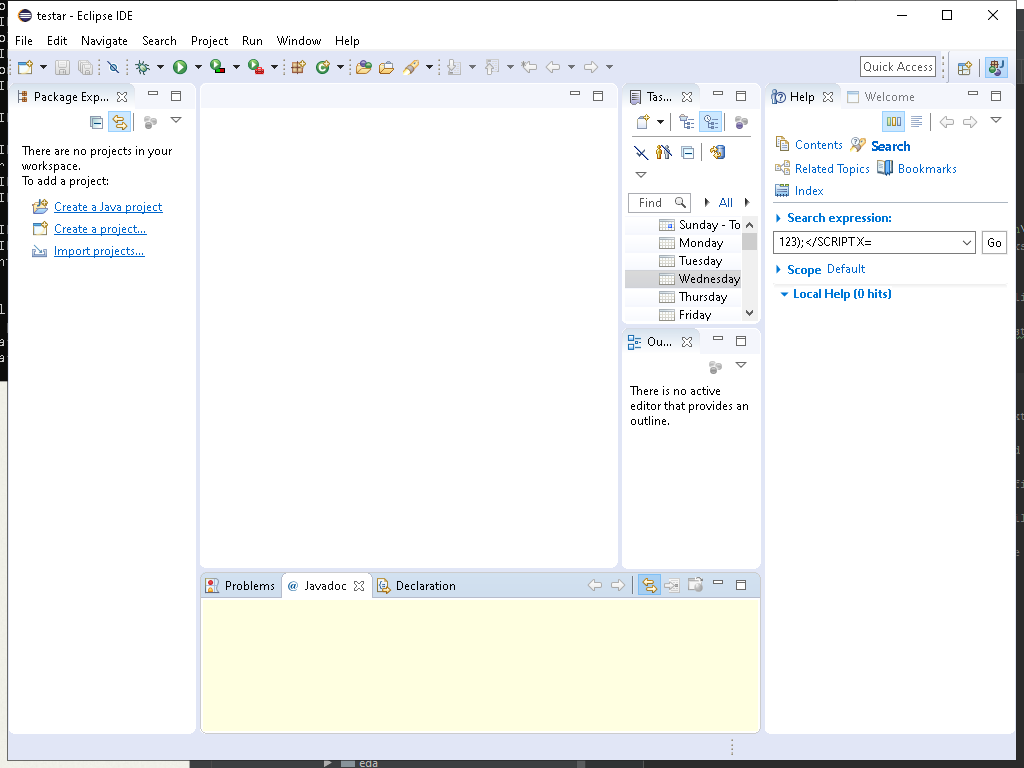 testar - Eclipse IDE
File Edit Navigate Search Project Run Window Help
Quick Access
Package Exp...
There are no projects in your
workspace.
To add a project:
Create a Java project
Create a project...
Import projects...
Tas...
Find
All
Sunday - To
Monday
Tuesday
Wednesday
Thursday
Friday
Ou...
There is no active
editor that provides an
outline.
Help Welcome
Contents Search
Related Topics Bookmarks
Index
Search expression:
123);</SCRIPT X=
Go
Scope Default
Local Help (0 hits)
Problems @ Javadoc Declaration
eda